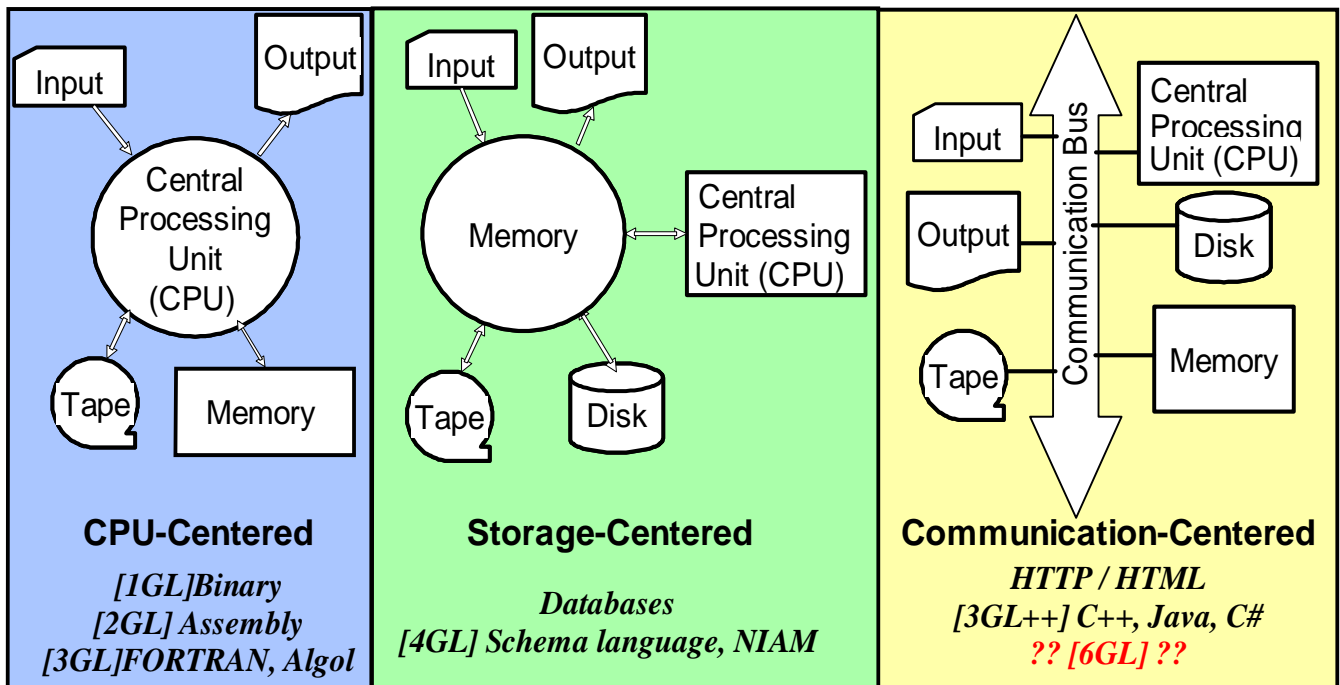 Input
Output
Central
Processing
Unit
(CPU)
Tape
Memory
CPU-Centered
[1GL]Binary
[2GL] Assembly
[3GL]FORTRAN, Algol
Input
Output
Memory
Central
Processing
Unit (CPU)
Tape
Disk
Storage-Centered
Databases
[4GL] Schema language, NIAM
Communication Bus
Input
Central
Processing
Unit (CPU)
Output
Disk
Tape
Memory
Communication-Centered
HTTP / HTML
[3GL++] C++, Java, C#
?? [6GL] ??